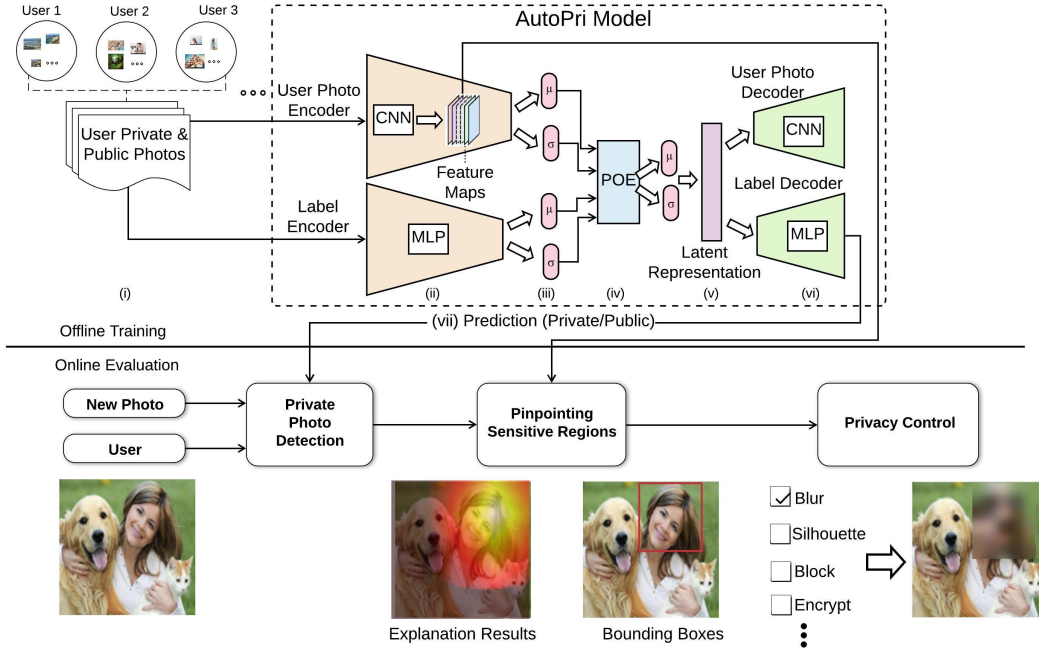 User 1
User 2
User 3
AutoPri Model
User Photo
Encoder
CNN
Feature
Maps
μ
σ
User Photo
Decoder
CNN
User Private &
Public Photos
POE
μ
σ
Label
Encoder
MLP
μ
σ
Latent
Representation
Label Decoder
MLP
(i)
(ii)
(iii)
(iv)
(v)
(vi)
(vii) Prediction (Private/Public)
Offline Training
Online Evaluation
New Photo
User
Private
Photo
Detection
Pinpointing
Sensitive Regions
Privacy Control
Blur
Silhouette
Block
Encrypt
Explanation Results
Bounding Boxes